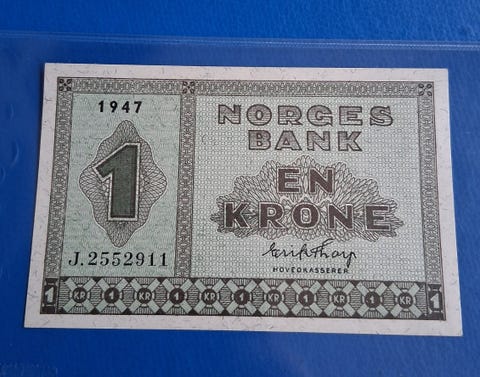 1947
NORGES
BANK
1
EN
KRONE
J.2552911
HOVEDKASSERER
1 KR 1 KR 1 KR 1 KR 1 KR 1 KR 1